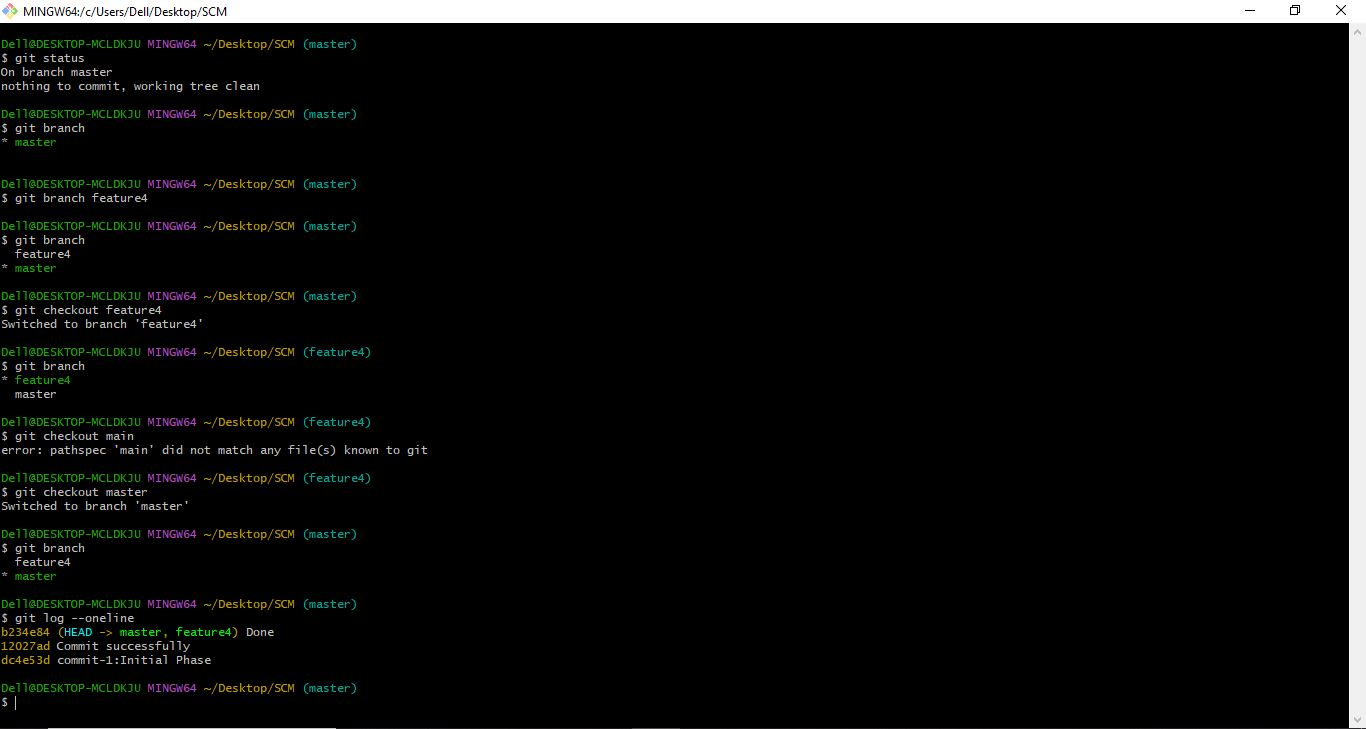 MINGW64:/c/Users/Dell/Desktop/SCM
Dell@DESKTOP-MCLDKJU MINGW64 ~/Desktop/SCM (master)
$ git status
On branch master
nothing to commit, working tree clean
Dell@DESKTOP-MCLDKJU MINGW64 ~/Desktop/SCM (master)
$ git branch
* master
Dell@DESKTOP-MCLDKJU MINGW64 ~/Desktop/SCM (master)
$ git branch feature4
Dell@DESKTOP-MCLDKJU MINGW64 ~/Desktop/SCM (master)
$ git branch
  feature4
* master
Dell@DESKTOP-MCLDKJU MINGW64 ~/Desktop/SCM (master)
$ git checkout feature4
Switched to branch 'feature4'
Dell@DESKTOP-MCLDKJU MINGW64 ~/Desktop/SCM (feature4)
$ git branch
* feature4
  master
Dell@DESKTOP-MCLDKJU MINGW64 ~/Desktop/SCM (feature4)
$ git checkout main
error: pathspec 'main' did not match any file(s) known to git
Dell@DESKTOP-MCLDKJU MINGW64 ~/Desktop/SCM (feature4)
$ git checkout master
Switched to branch 'master'
Dell@DESKTOP-MCLDKJU MINGW64 ~/Desktop/SCM (master)
$ git branch
  feature4
* master
Dell@DESKTOP-MCLDKJU MINGW64 ~/Desktop/SCM (master)
$ git log --oneline
b234e84 (HEAD -> master, feature4) Done
12027ad Commit successfully
dc4e53d commit-1:Initial Phase
Dell@DESKTOP-MCLDKJU MINGW64 ~/Desktop/SCM (master)
$